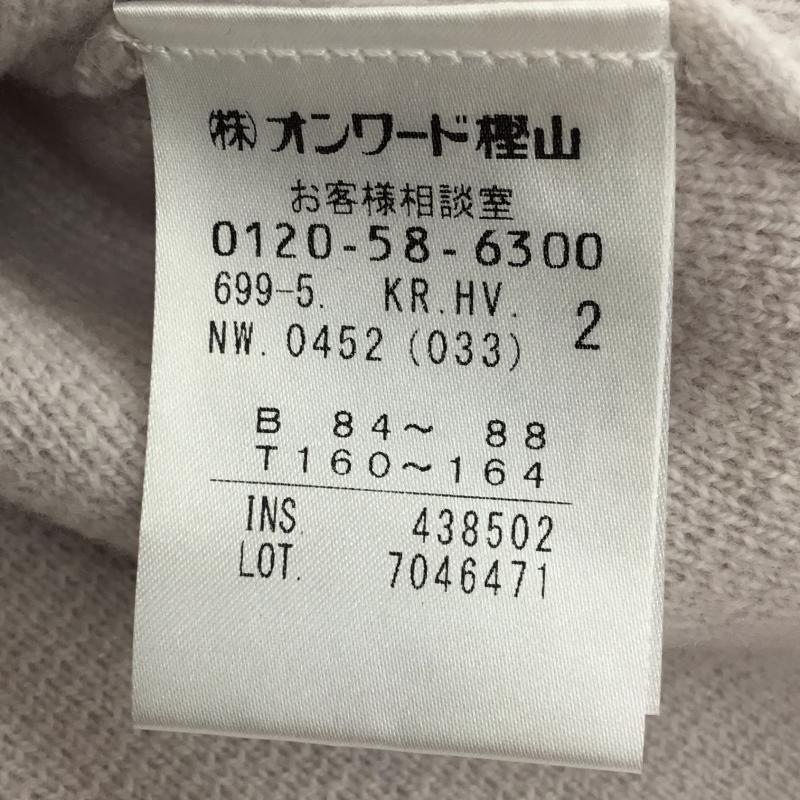 ㈱オンワード樫山
お客様相談室
0120-58-6300
699-5. KR.HV. 2
NW. 0452 (033)
B 84～ 88
T160～164
INS. 438502
LOT. 7046471